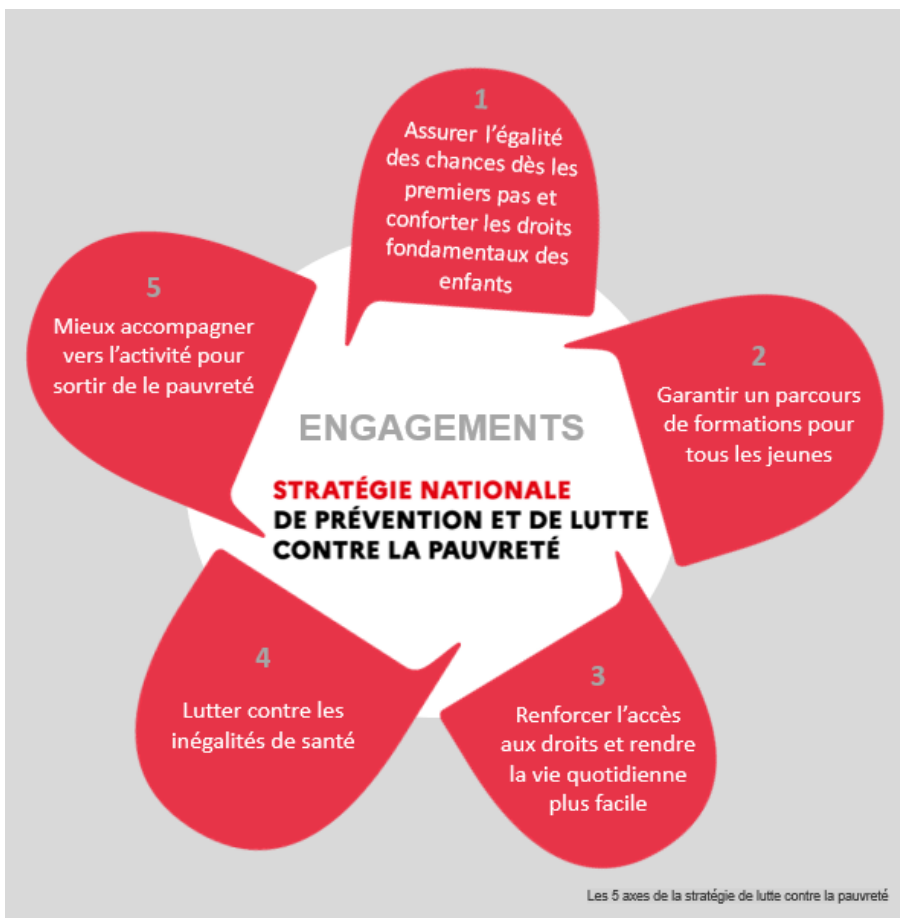 1
Assurer l'égalité
des chances dès les
premiers pas et
conforter les droits
fondamentaux des
enfants
2
Garantir un parcours
de formations pour
tous les jeunes
3
Renforcer l'accès
aux droits et rendre
la vie quotidienne
plus facile
4
Lutter contre les
inégalités de santé
5
Mieux accompagner
vers l'activité pour
sortir de le pauvreté
ENGAGEMENTS
STRATÉGIE NATIONALE
DE PRÉVENTION ET DE LUTTE
CONTRE LA PAUVRETÉ
Les 5 axes de la stratégie de lutte contre la pauvreté